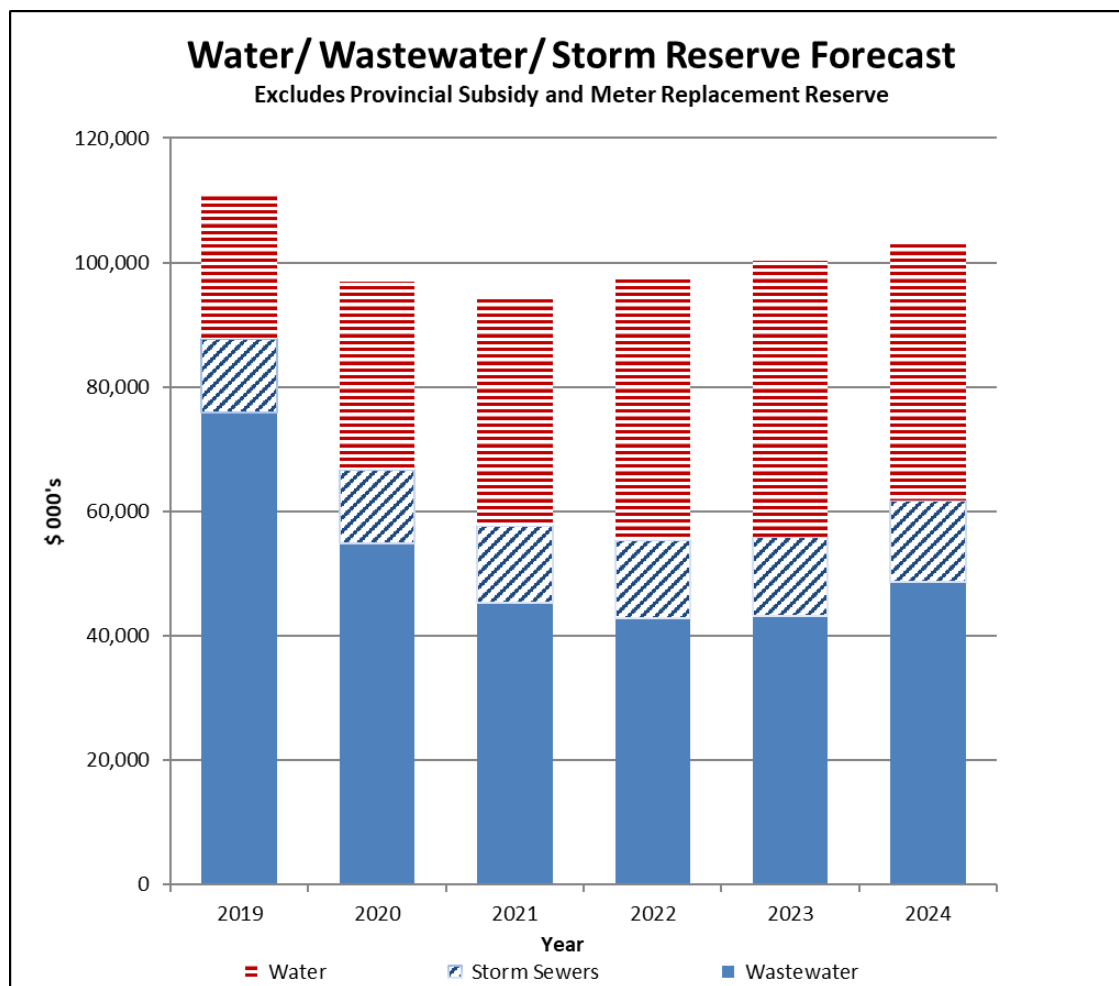 Water/ Wastewater/ Storm Reserve Forecast
Excludes Provincial Subsidy and Meter Replacement Reserve
120,000
100,000
80,000
60,000
40,000
20,000
0
$ 000's
2019 2020 2021 2022 2023 2024
Year
Water Storm Sewers Wastewater